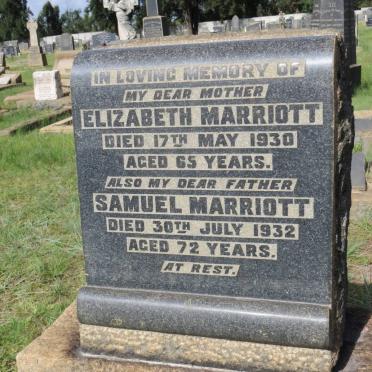 IN LOVING MEMORY OF
MY DEAR MOTHER
ELIZABETH MARRIOTT
DIED 17TH MAY 1930
AGED 65 YEARS.
ALSO MY DEAR FATHER
SAMUEL MARRIOTT
DIED 30TH JULY 1932
AGED 72 YEARS.
AT REST.